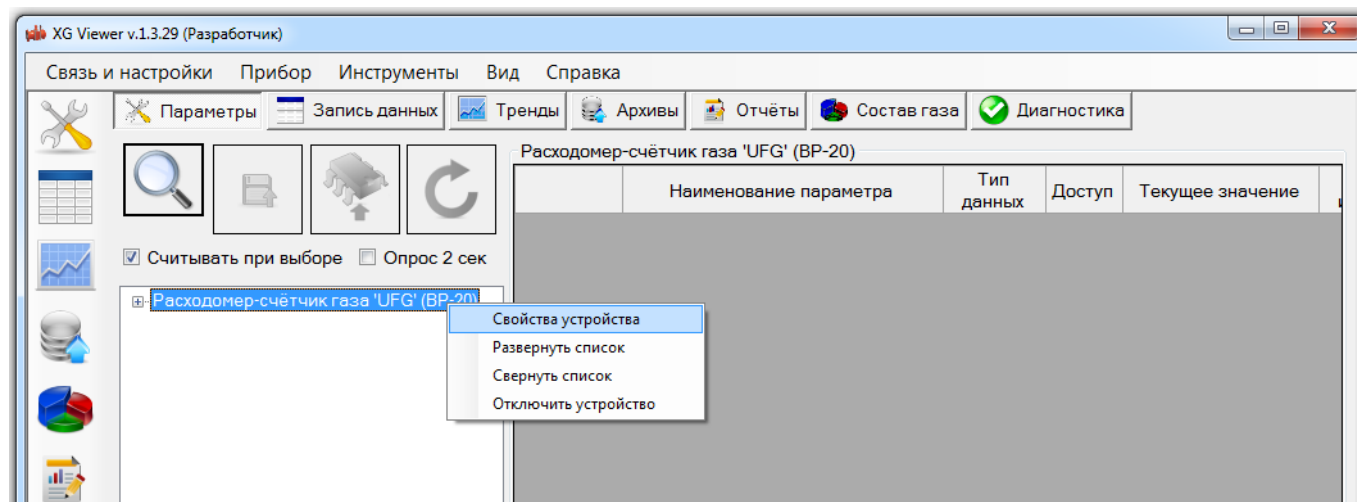 XG Viewer v.1.3.29 (Разработчик)
Связь и настройки Прибор Инструменты Вид Справка
Параметры Запись данных Тренды Архивы Отчёты Состав газа Диагностика
Расходомер-счётчик газа 'UFG' (ВР-20)
Наименование параметра Тип данных Доступ Текущее значение
Считывать при выборе Опрос 2 сек
Расходомер-счётчик газа 'UFG' (ВР-20)
Свойства устройства
Развернуть список
Свернуть список
Отключить устройство